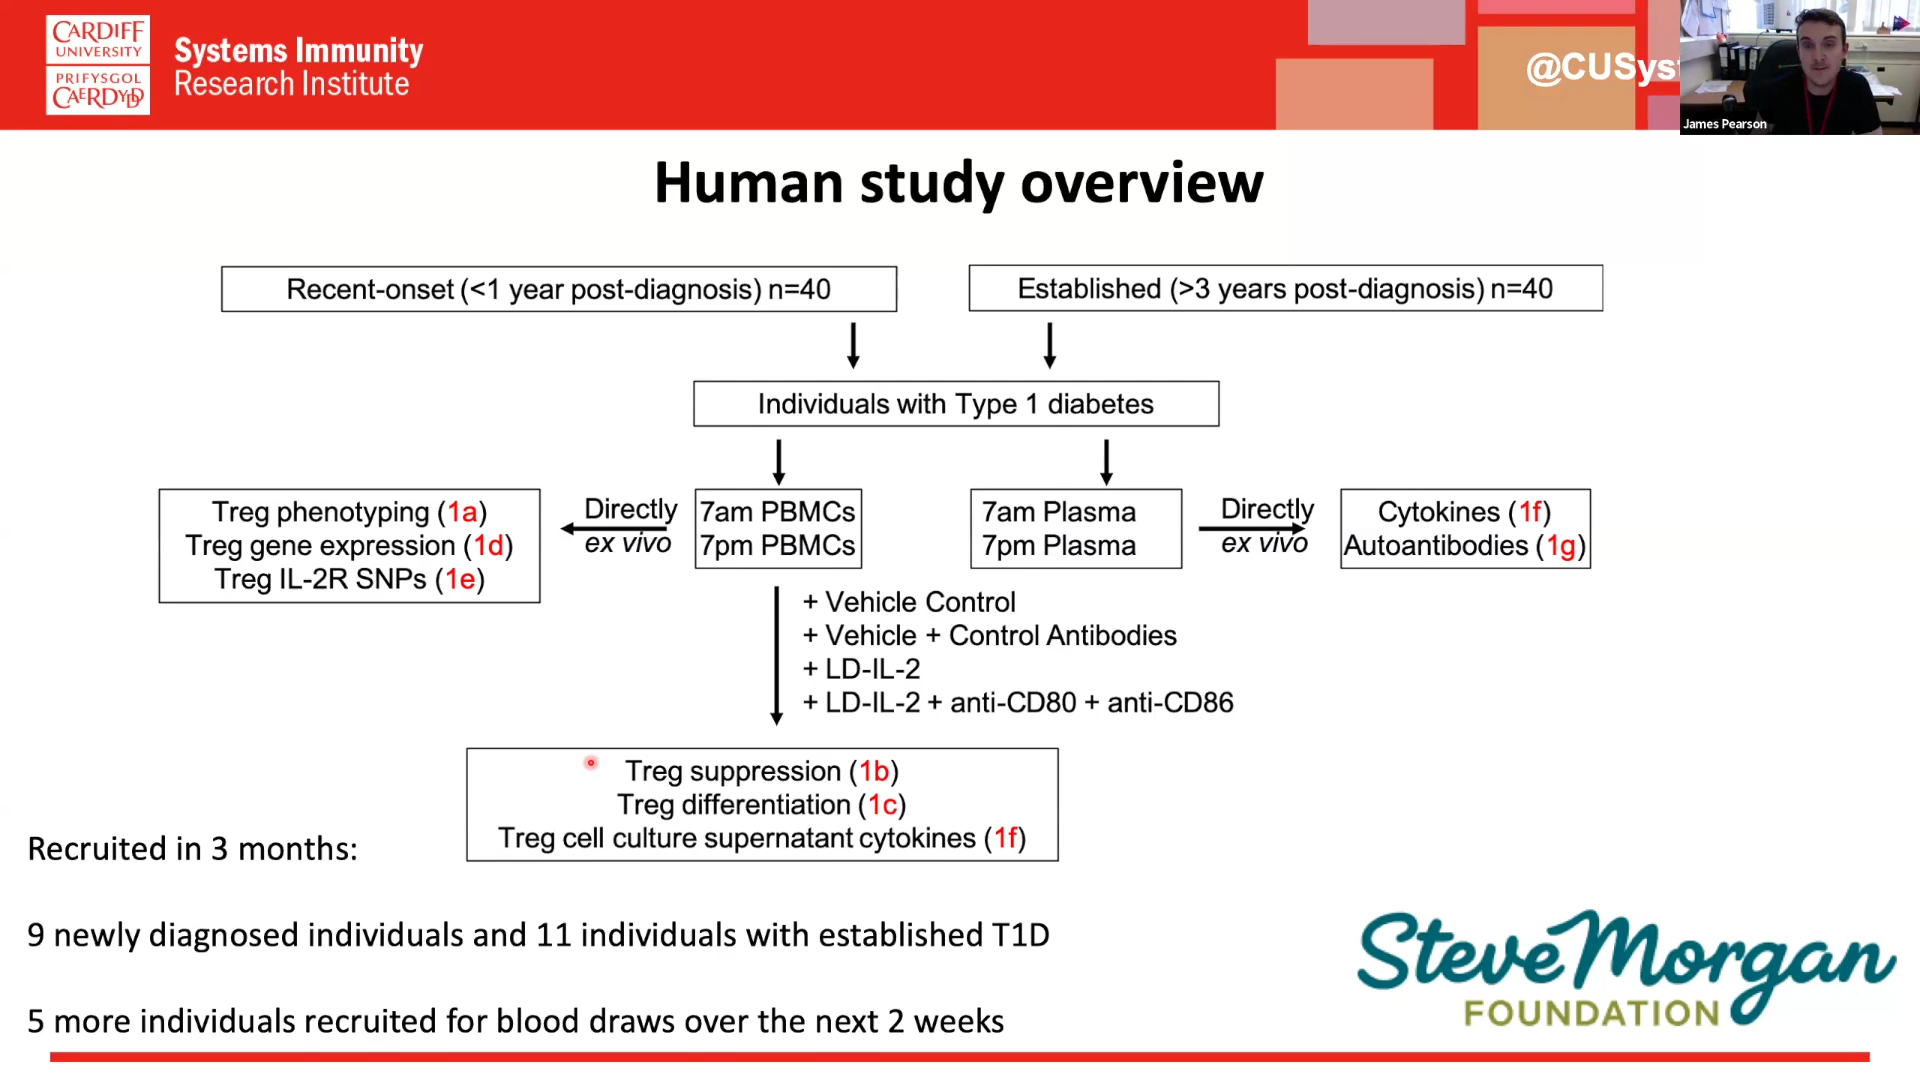 CARDIFF
UNIVERSITY
PRIFYSGOL
CAERDYDD
Systems Immunity
Research Institute
@CUSys
James Pearson
Human study overview
Recent-onset (<1 year post-diagnosis) n=40
Established (>3 years post-diagnosis) n=40
Individuals with Type 1 diabetes
Treg phenotyping (1a)
Treg gene expression (1d)
Treg IL-2R SNPs (1e)
Directly
ex vivo
7am PBMCs
7pm PBMCs
7am Plasma
7pm Plasma
Directly
ex vivo
Cytokines (1f)
Autoantibodies (1g)
+ Vehicle Control
+ Vehicle + Control Antibodies
+ LD-IL-2
+ LD-IL-2 + anti-CD80 + anti-CD86
Treg suppression (1b)
Treg differentiation (1c)
Treg cell culture supernatant cytokines (1f)
Recruited in 3 months:
9 newly diagnosed individuals and 11 individuals with established T1D
5 more individuals recruited for blood draws over the next 2 weeks
Steve Morgan
FOUNDATION